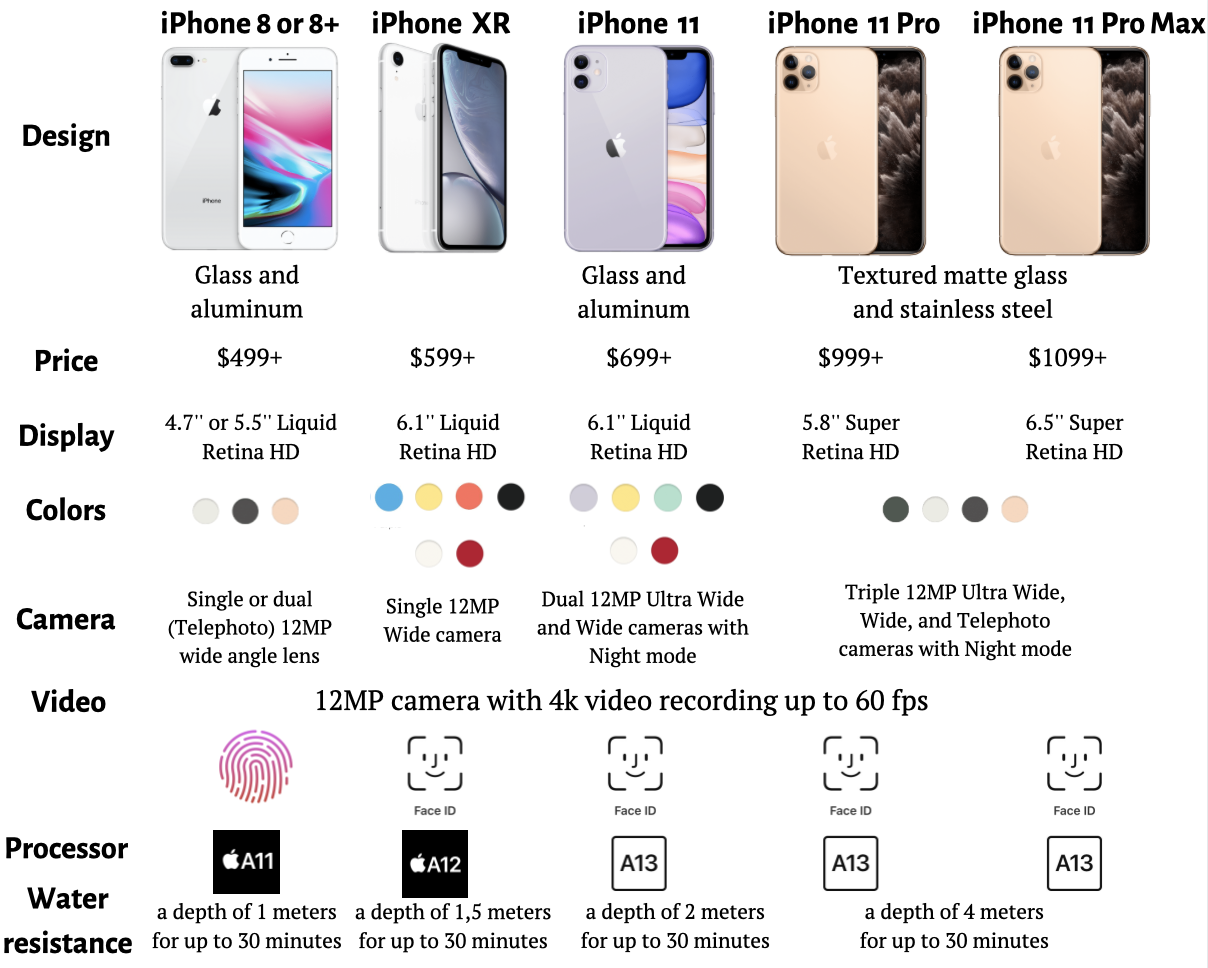 iPhone 8 or 8+ iPhone XR iPhone 11 iPhone 11 Pro iPhone 11 Pro Max
Design
iPhone
Glass and Glass and Textured matte glass
aluminum aluminum and stainless steel
Price $499+ $599+ $699+ $999+ $1099+
4.7'' or 5.5'' Liquid 6.1'' Liquid 6.1'' Liquid 5.8'' Super 6.5'' Super
Display
Retina HD Retina HD Retina HD Retina HD Retina HD
Colors
Single or dual Single 12MP Dual 12MP Ultra Wide Triple 12MP Ultra Wide,
Camera (Telephoto) 12MP Wide camera and Wide cameras with Wide, and Telephoto
wide angle lens Night mode cameras with Night mode
Video 12MP camera with 4k video recording up to 60 fps
Face ID Face ID Face ID Face ID
Processor A11 A12 A13 A13 A13
Water
a depth of 1 meters a depth of 1,5 meters a depth of 2 meters a depth of 4 meters
resistance for up to 30 minutes for up to 30 minutes for up to 30 minutes for up to 30 minutes